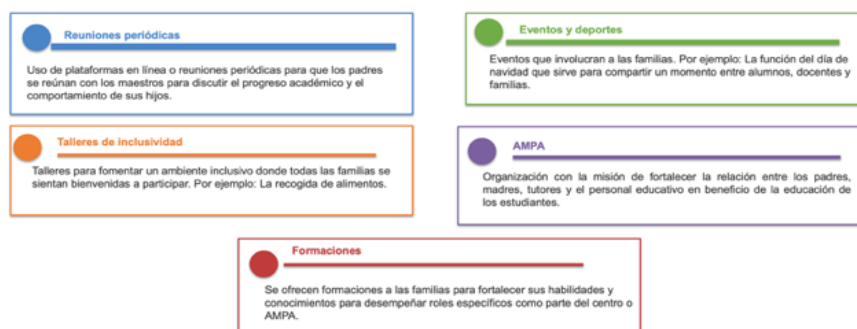 Reuniones periódicas
Uso de plataformas en línea o reuniones periódicas para que los padres
se reúnan con los maestros para discutir el progreso académico y el
comportamiento de sus hijos.
Eventos y deportes
Eventos que involucran a las familias. Por ejemplo: La función del día de
navidad que sirve para compartir un momento entre alumnos, docentes y
familias.
Talleres de inclusividad
Talleres para fomentar un ambiente inclusivo donde todas las familias se
sientan bienvenidas a participar. Por ejemplo: La recogida de alimentos.
AMPA
Organización con la misión de fortalecer la relación entre los padres,
madres, tutores y el personal educativo en beneficio de la educación de
los estudiantes.
Formaciones
Se ofrecen formaciones a las familias para fortalecer sus habilidades y
conocimientos para desempeñar roles específicos como parte del centro o
AMPA.